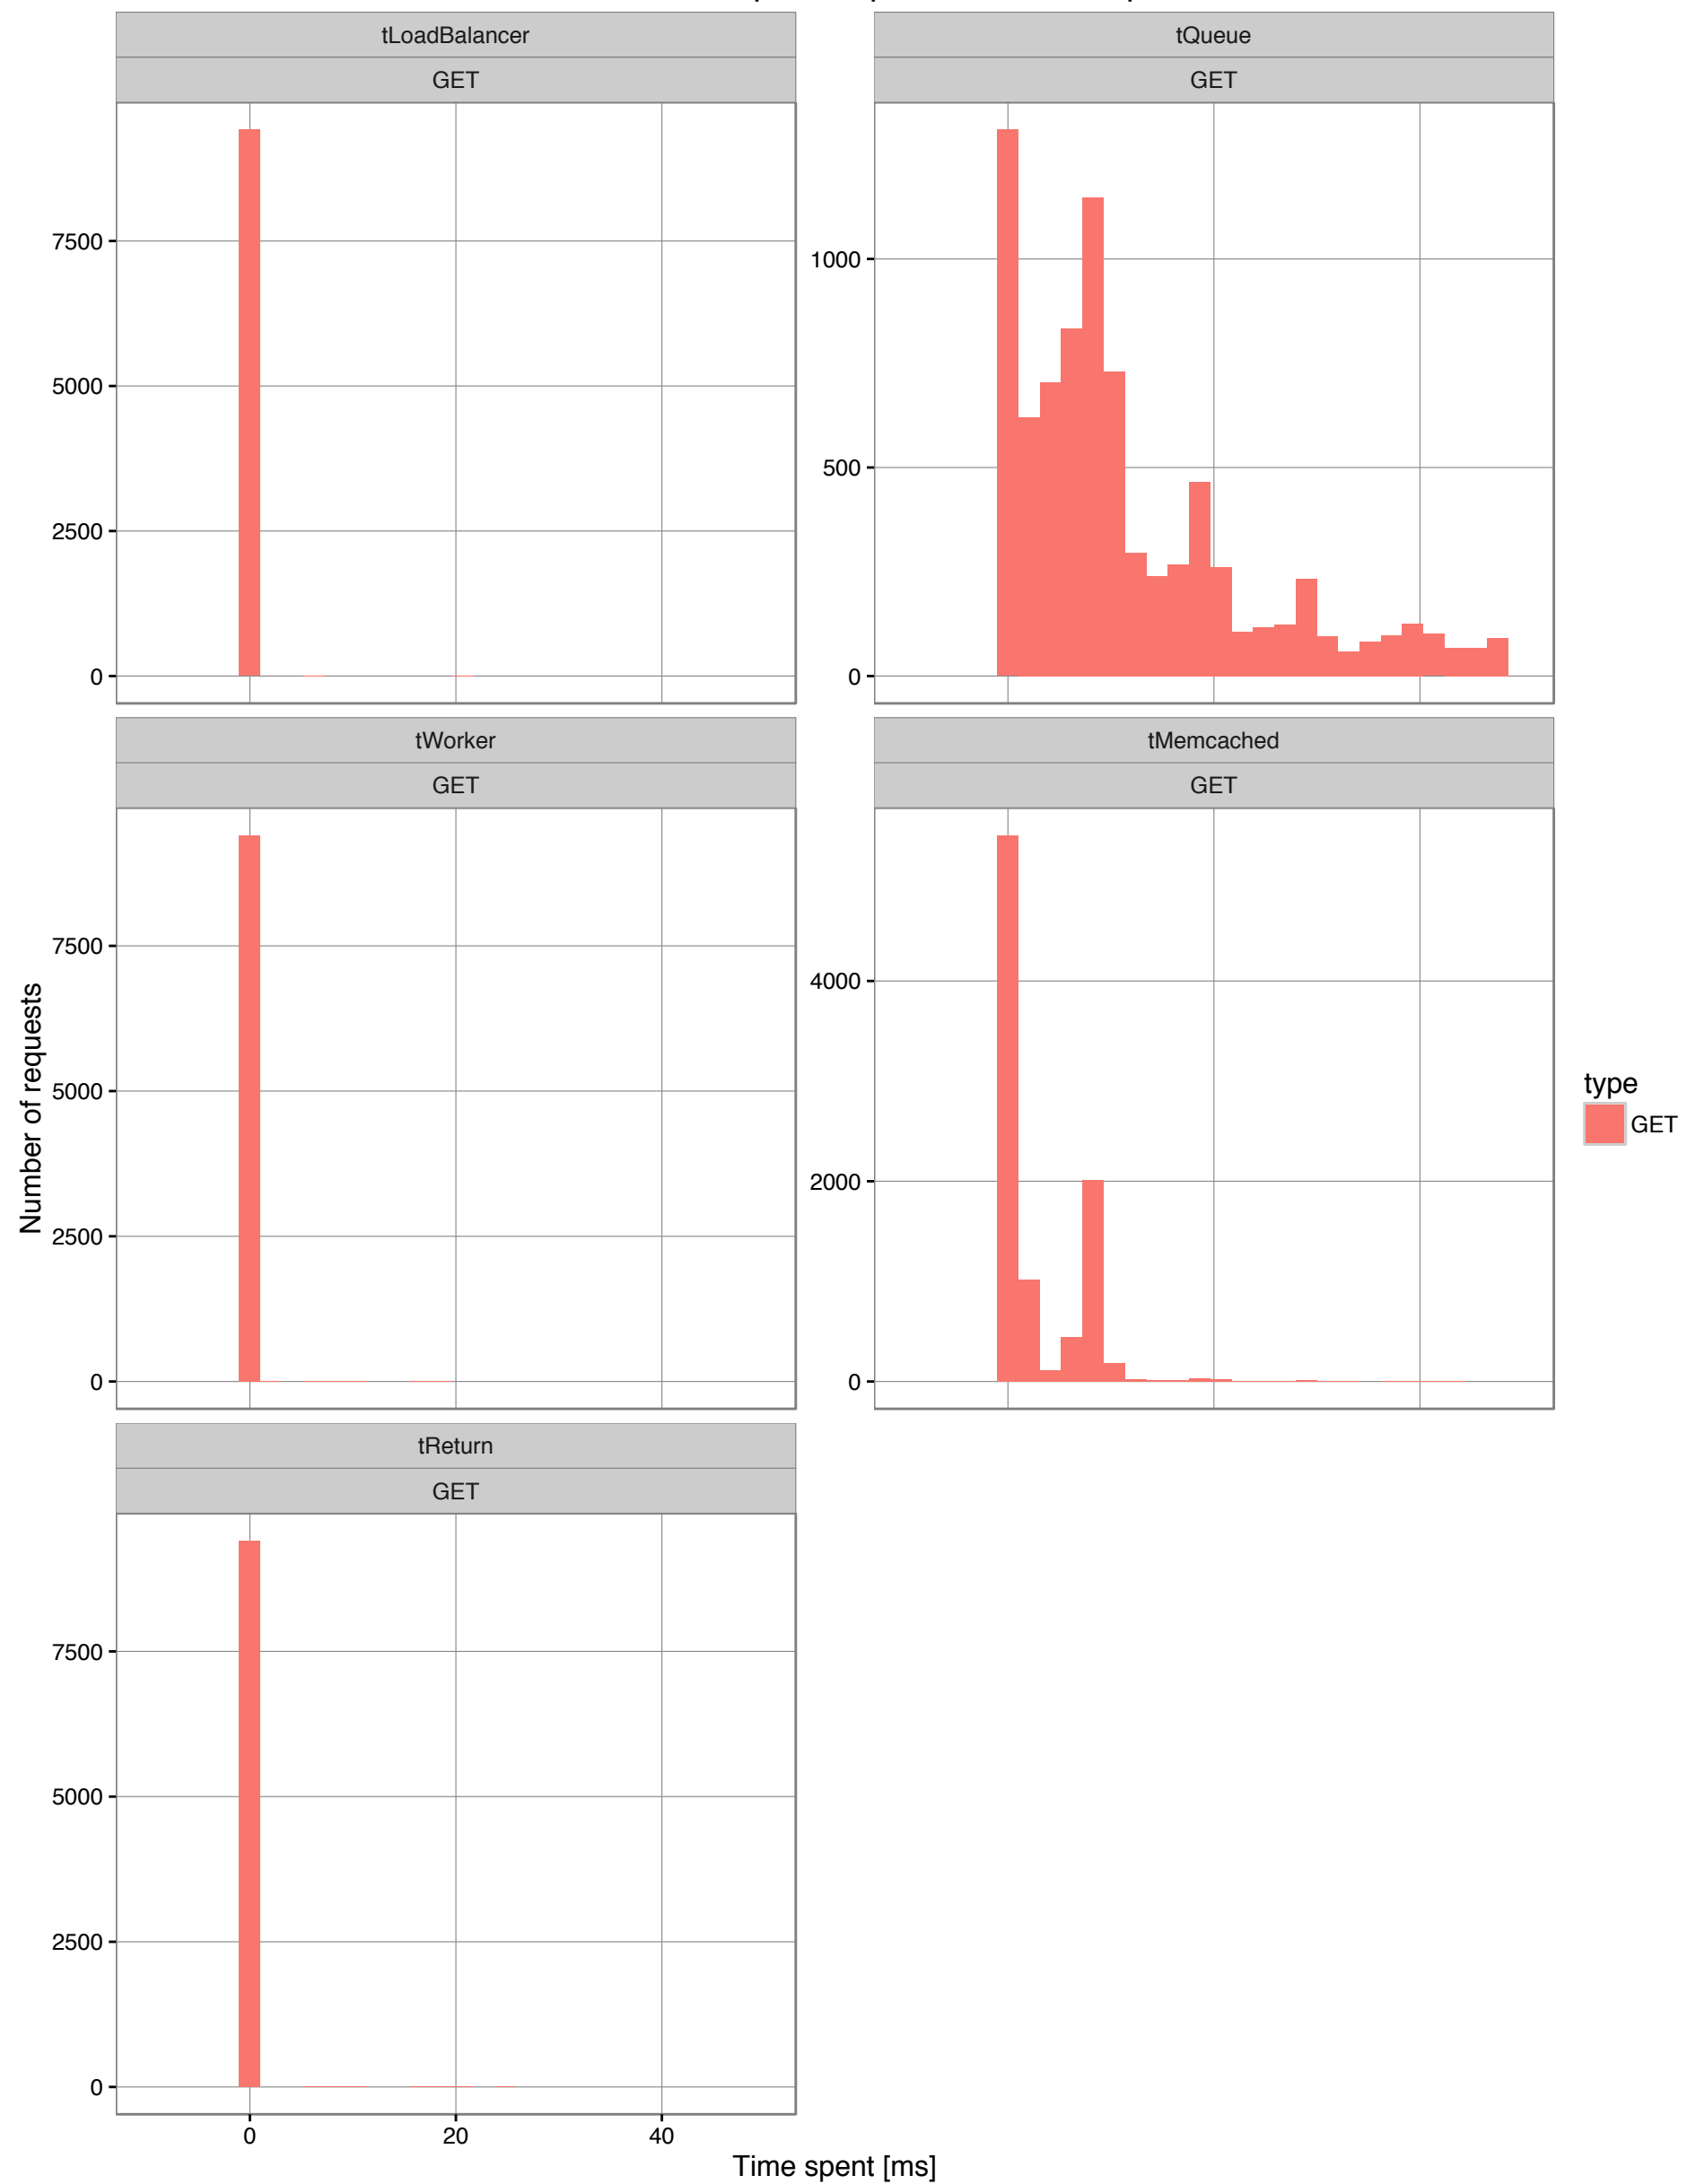 tLoadBalancer
GET
7500
5000
2500
0
tQueue
GET
1000
500
0
tWorker
GET
7500
5000
2500
0
tMemcached
GET
4000
2000
0
tReturn
GET
7500
5000
2500
0
0 20 40
Number of requests
Time spent [ms]
type
GET